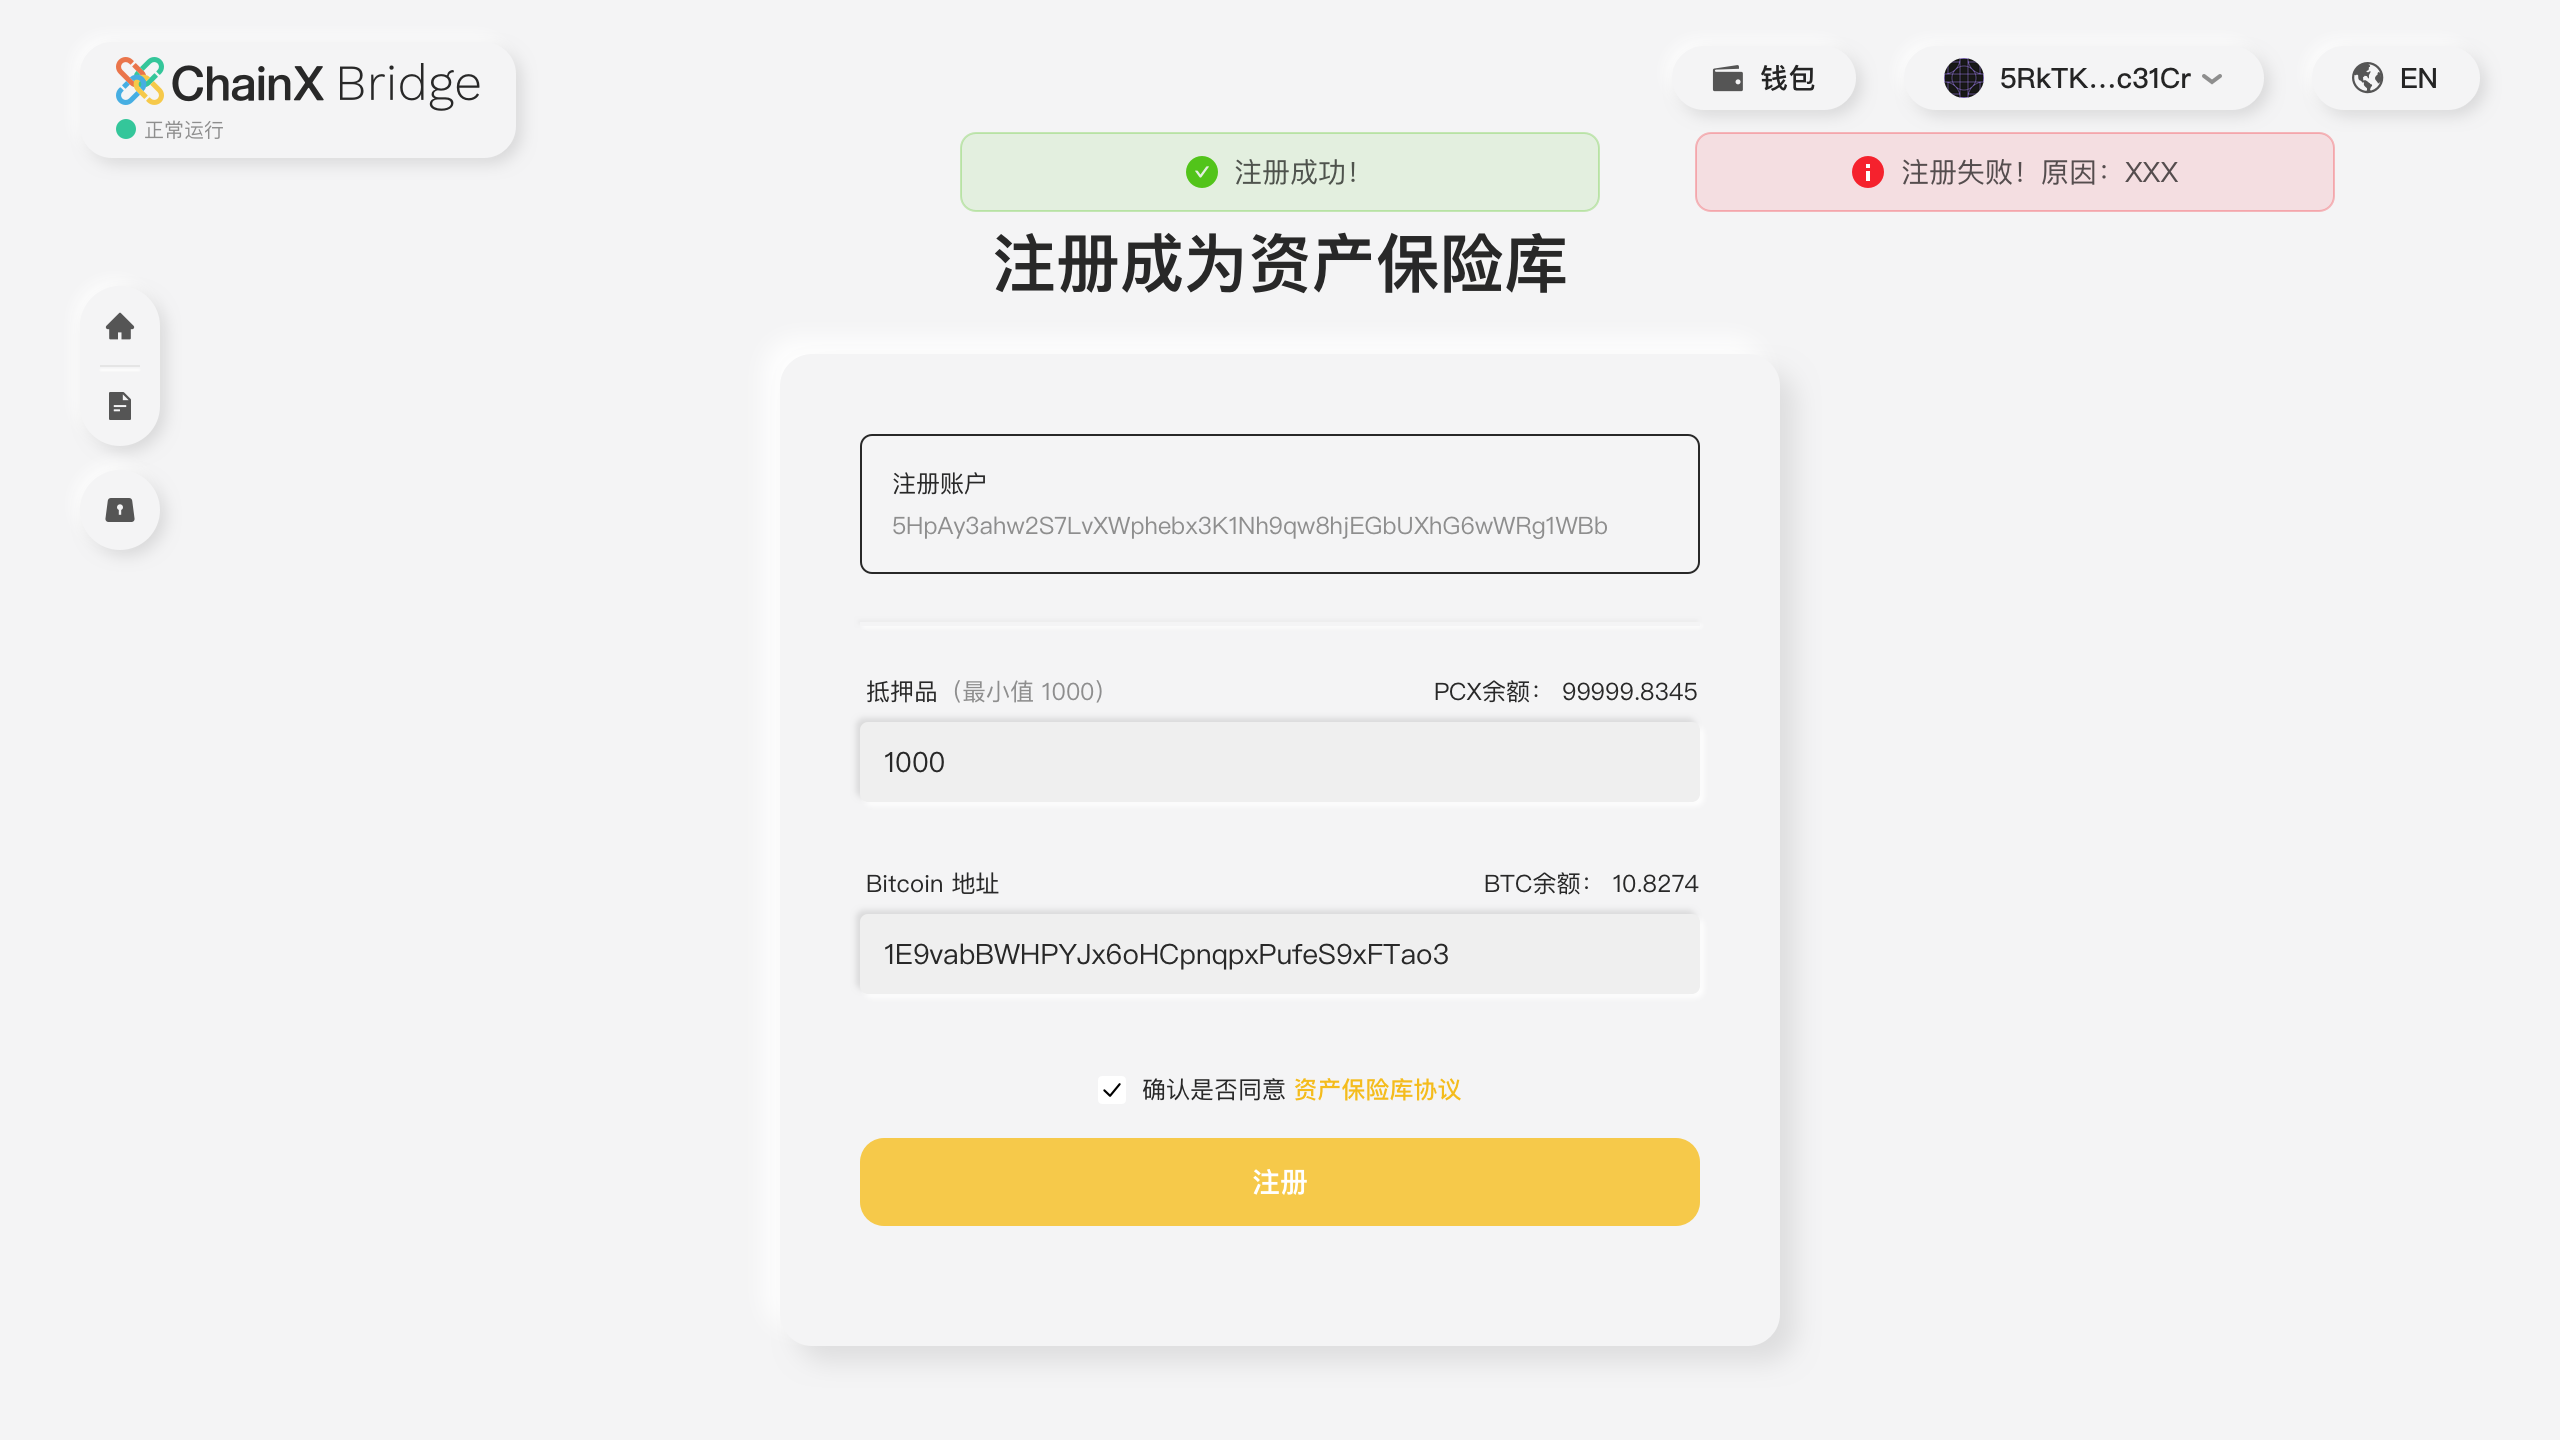 ChainX Bridge
正常运行
钱包
5RkTK...c31Cr
EN
注册成功！
注册失败！原因：XXX
注册成为资产保险库
注册账户
5HpAy3ahw2S7LvXWphebx3K1Nh9qw8hjEGbUXhG6wWRg1WBb
抵押品（最小值 1000） PCX余额： 99999.8345
1000
Bitcoin 地址 BTC余额： 10.8274
1E9vabBWHPYJx6oHCpnqpxPufeS9xFTao3
确认是否同意 资产保险库协议
注册